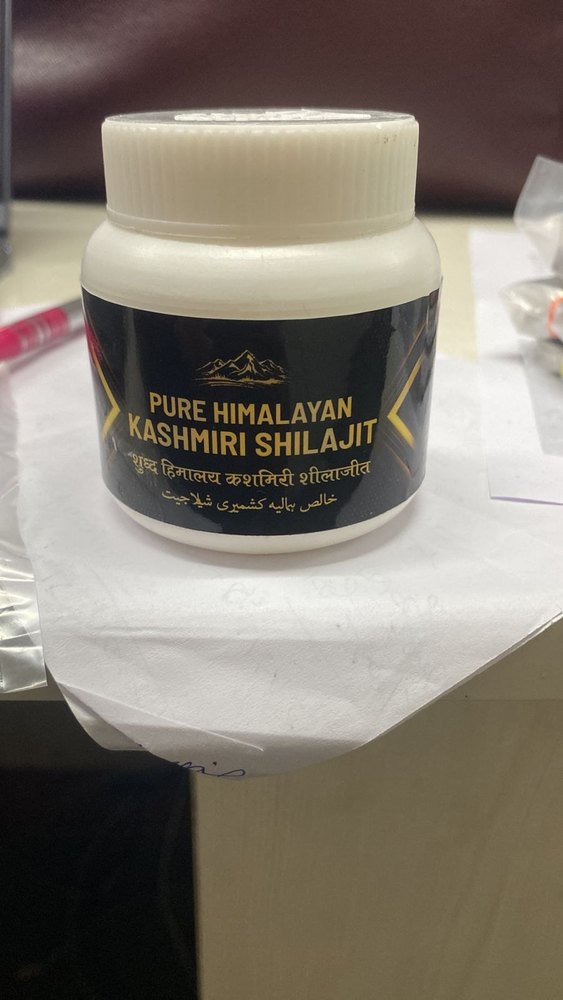 PURE HIMALAYAN
KASHMIRI SHILAJIT
शुध्द हिमालय कशमिरी शीलाजीत
خالص ہمالیہ کشمیری شیلاجیت